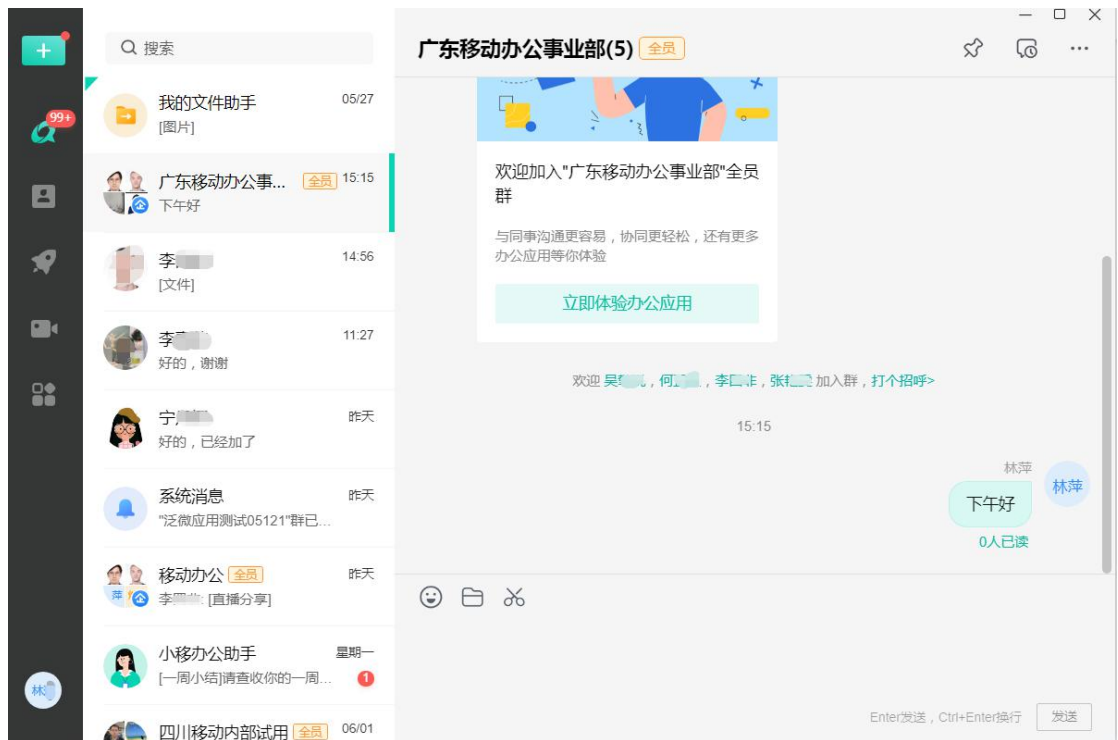 搜索
99+
我的文件助手
05/27
[图片]
广东移动办公事...
全员
15:15
下午好
李
14:56
[文件]
李
11:27
好的，谢谢
宁
昨天
好的，已经加了
系统消息
昨天
"泛微应用测试05121"群已...
移动办公
全员
昨天
李 : [直播分享]
萍
小移办公助手
星期一
[一周小结]请查收你的一周...
1
四川移动内部试用
全员
06/01
林
广东移动办公事业部(5)
全员
欢迎加入"广东移动办公事业部"全员
群
与同事沟通更容易，协同更轻松，还有更多
办公应用等你体验
立即体验办公应用
欢迎 吴 ，何 ，李 ，张 加入群，打个招呼>
15:15
林萍
林萍
下午好
0人已读
Enter发送，Ctrl+Enter换行
发送